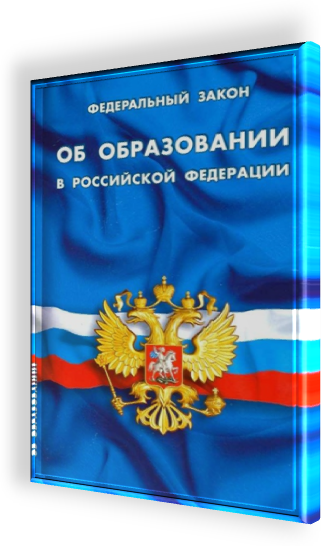 ФЕДЕРАЛЬНЫЙ ЗАКОН
ОБ ОБРАЗОВАНИИ
В РОССИЙСКОЙ ФЕДЕРАЦИИ